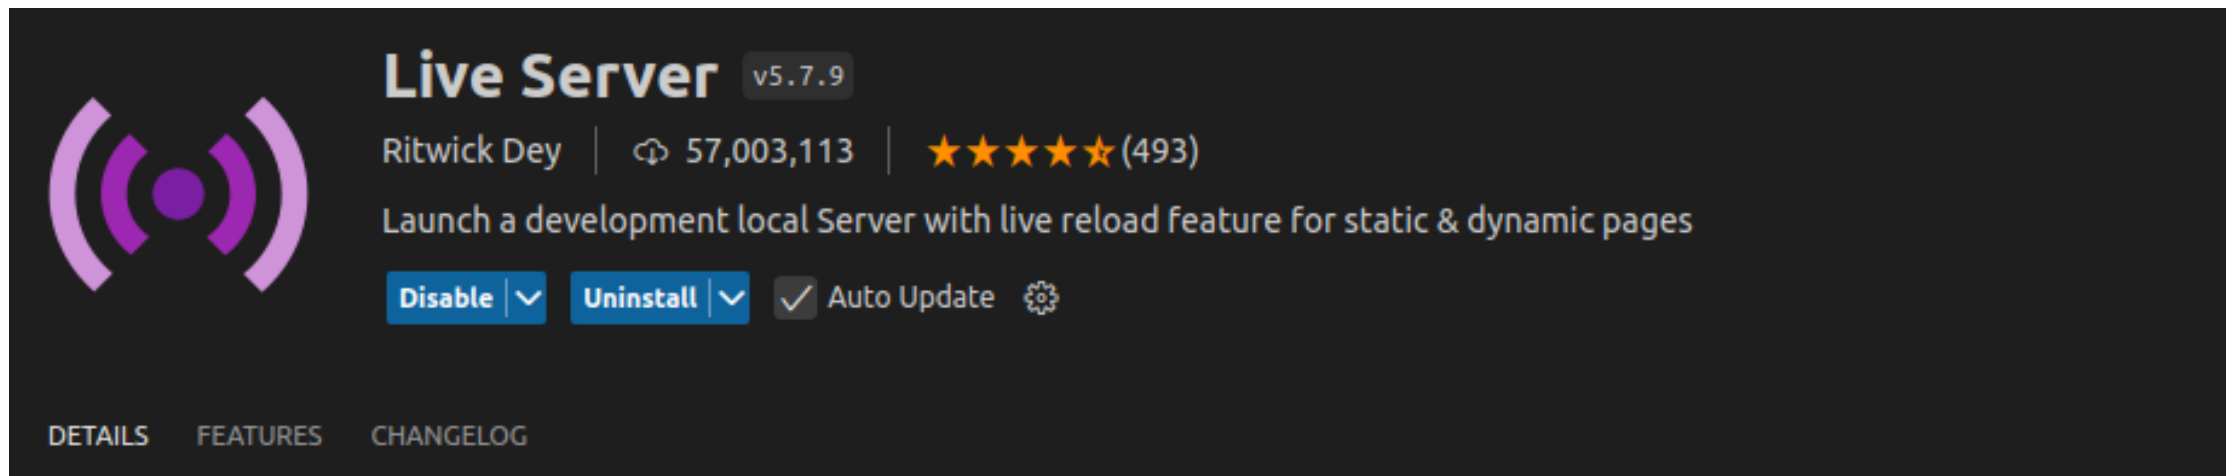 Live Server v5.7.9
Ritwick Dey 57,003,113 (493)
Launch a development local Server with live reload feature for static & dynamic pages
Disable Uninstall Auto Update
DETAILS FEATURES CHANGELOG